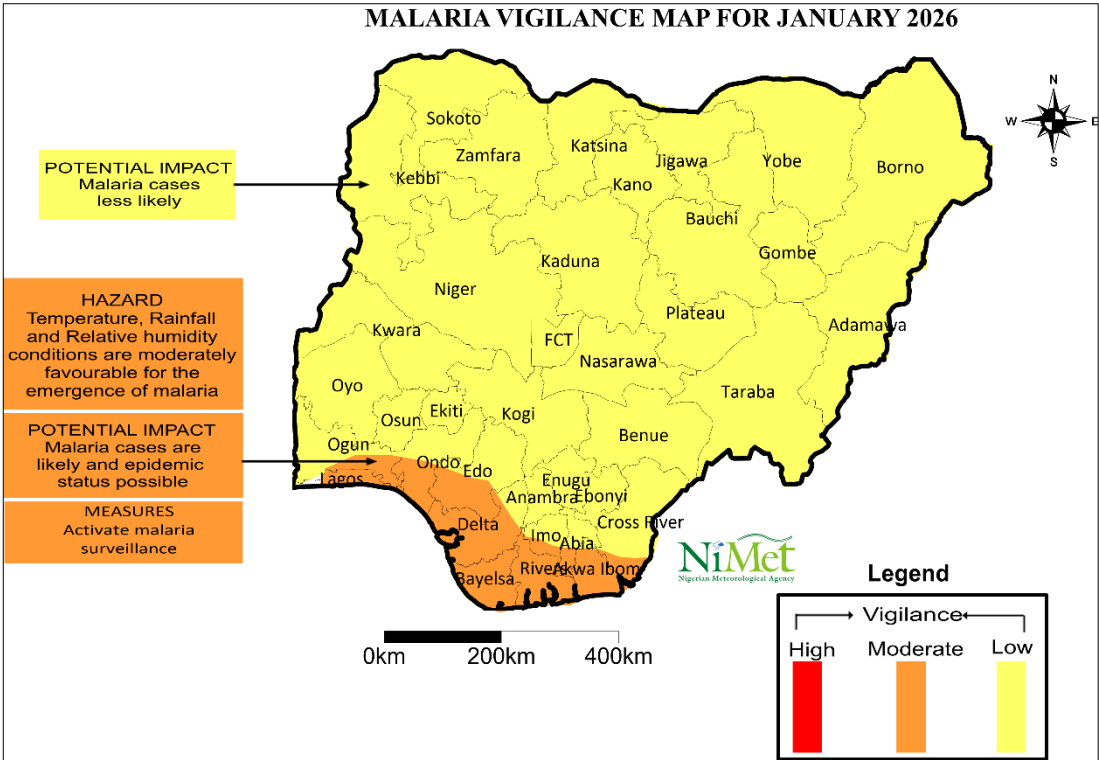 MALARIA VIGILANCE MAP FOR JANUARY 2026
N
W
E
S
POTENTIAL IMPACT
Malaria cases
less likely
HAZARD
Temperature, Rainfall
and Relative humidity
conditions are moderately
favourable for the
emergence of malaria
POTENTIAL IMPACT
Malaria cases are
likely and epidemic
status possible
MEASURES
Activate malaria
surveillance
Sokoto
Zamfara
Kebbi
Katsina
Kano
Jigawa
Yobe
Borno
Bauchi
Gombe
Kaduna
Niger
Plateau
Adamawa
Kwara
FCT
Nasarawa
Taraba
Oyo
Osun
Ekiti
Kogi
Benue
Ogun
Ondo
Edo
Lagos
Enugu
Anambra
Ebonyi
Cross River
Delta
Imo
Abia
Bayelsa
Rivers
Akwa Ibom
NiMet
Nigerian Meteorological Agency
0km
200km
400km
Legend
Vigilance
High
Moderate
Low